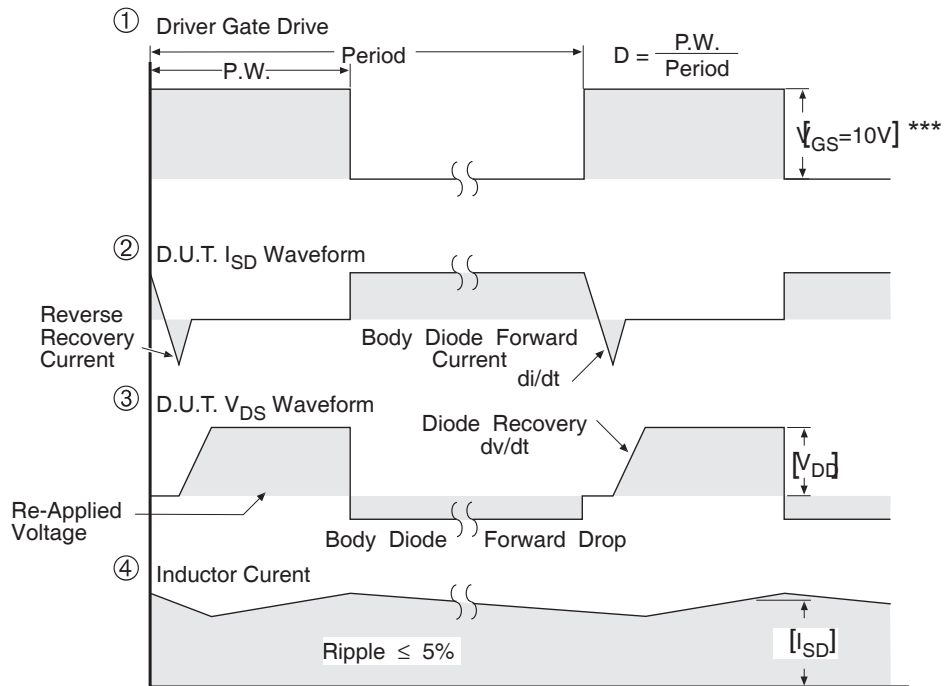 ① Driver Gate Drive
Period
P.W.
D = P.W.
Period
[V_GS=10V] ***
② D.U.T. I_SD Waveform
Reverse
Recovery
Current
Body Diode Forward
Current
di/dt
③ D.U.T. V_DS Waveform
Diode Recovery
dv/dt
[V_DD]
Re-Applied
Voltage
Body Diode Forward Drop
④ Inductor Curent
Ripple ≤ 5%
[I_SD]